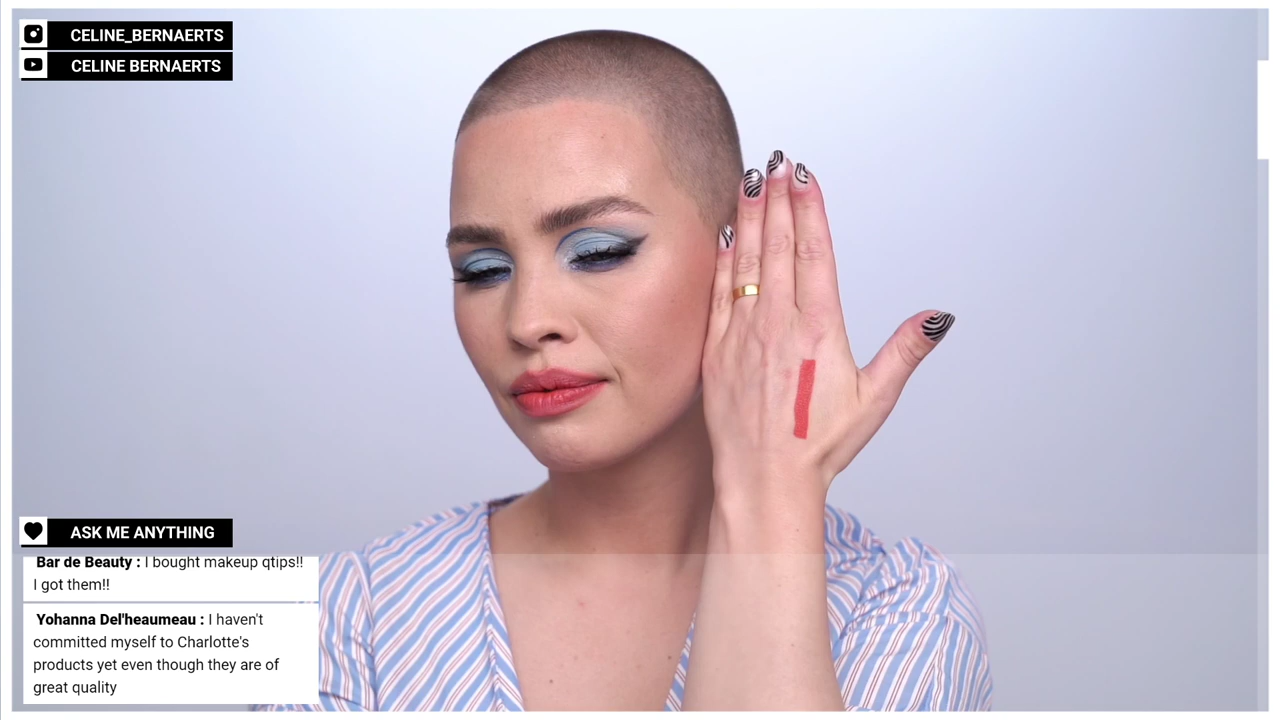 CELINE_BERNAERTS
CELINE BERNAERTS
ASK ME ANYTHING
Bar de Beauty : I bought makeup qtips!!
I got them!!
Yohanna Del'heaumeau : I haven't
committed myself to Charlotte's
products yet even though they are of
great quality